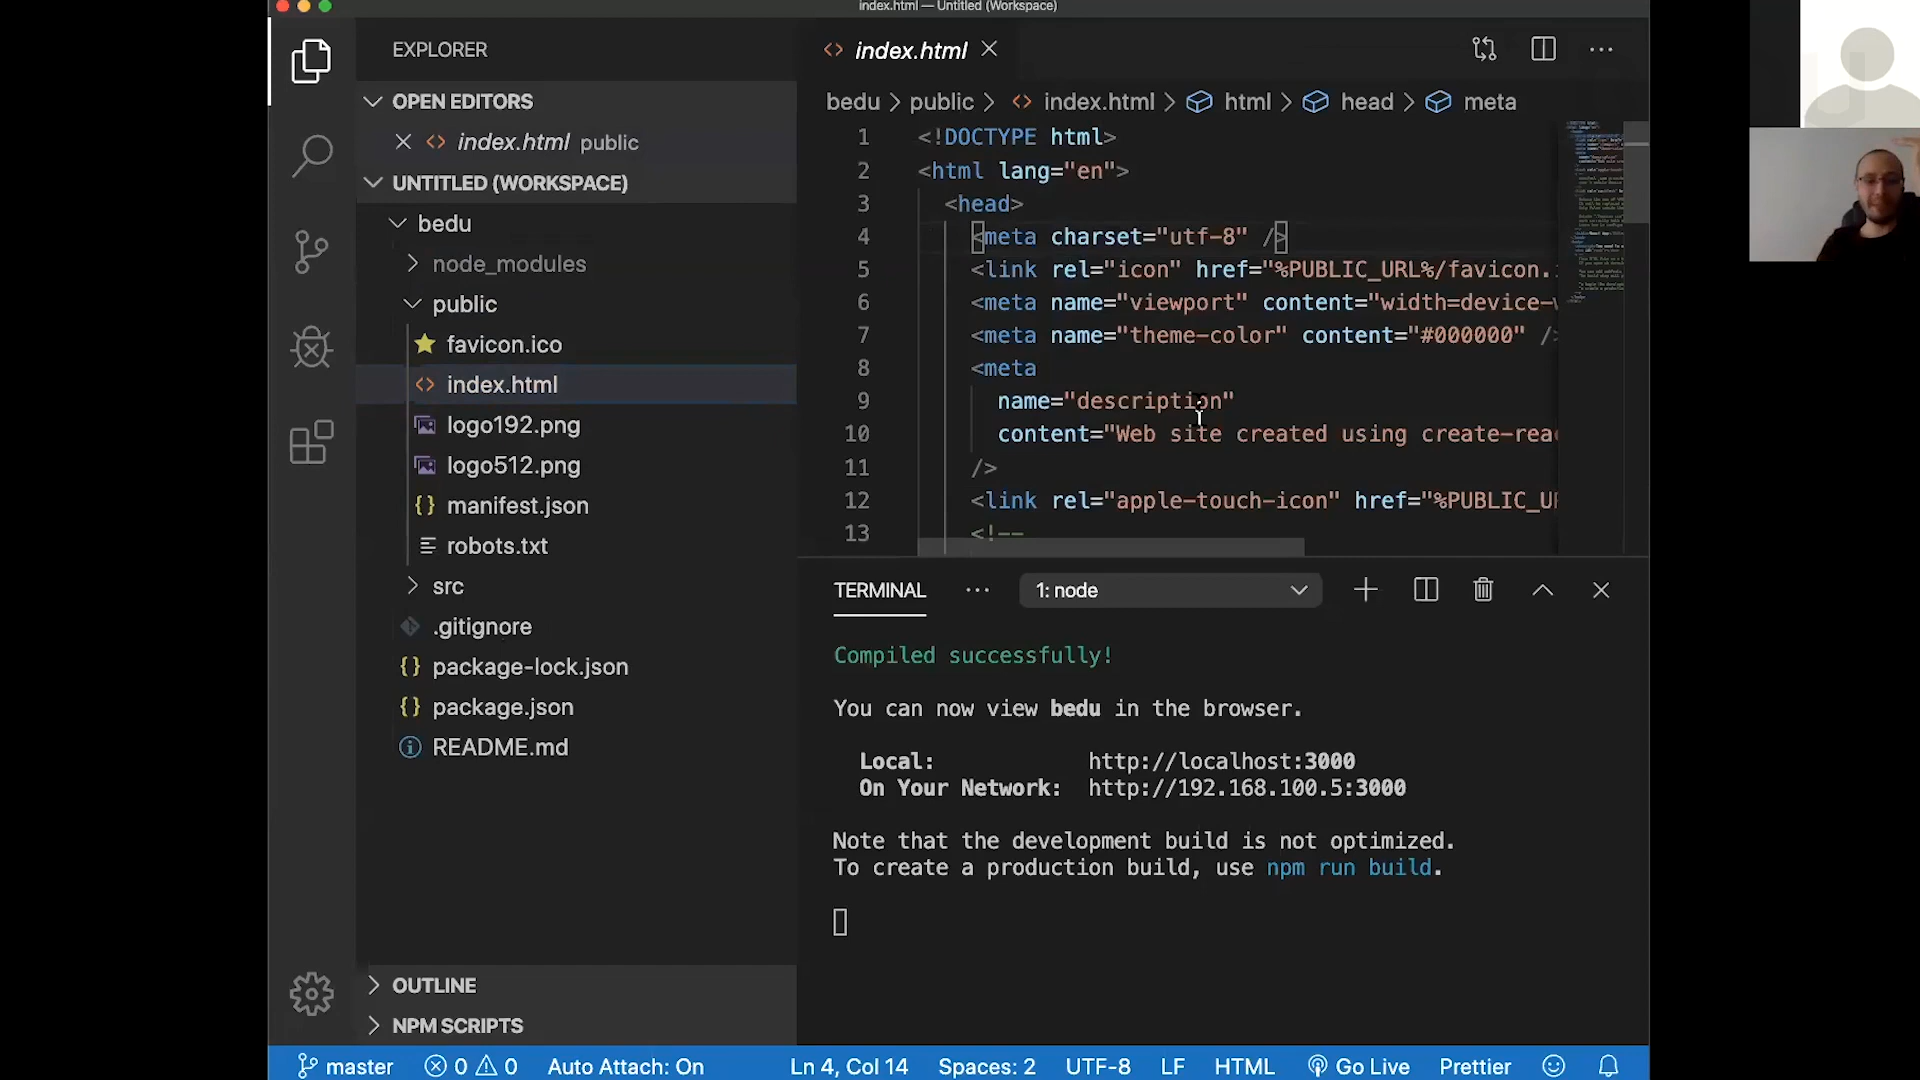 index.html — Untitled (Workspace)
EXPLORER
OPEN EDITORS
index.html public
UNTITLED (WORKSPACE)
bedu
node_modules
public
favicon.ico
index.html
logo192.png
logo512.png
manifest.json
robots.txt
src
.gitignore
package-lock.json
package.json
README.md
OUTLINE
NPM SCRIPTS
index.html
bedu > public > index.html > html > head > meta
1 <!DOCTYPE html>
2 <html lang="en">
3 <head>
4 <meta charset="utf-8" />
5 <link rel="icon" href="%PUBLIC_URL%/favicon.i
6 <meta name="viewport" content="width=device-w
7 <meta name="theme-color" content="#000000" />
8 <meta
9 name="description"
10 content="Web site created using create-reac
11 />
12 <link rel="apple-touch-icon" href="%PUBLIC_UR
13 <!--
TERMINAL ... 1: node
Compiled successfully!
You can now view bedu in the browser.
Local: http://localhost:3000
On Your Network: http://192.168.100.5:3000
Note that the development build is not optimized.
To create a production build, use npm run build.
master 0 0 Auto Attach: On Ln 4, Col 14 Spaces: 2 UTF-8 LF HTML Go Live Prettier